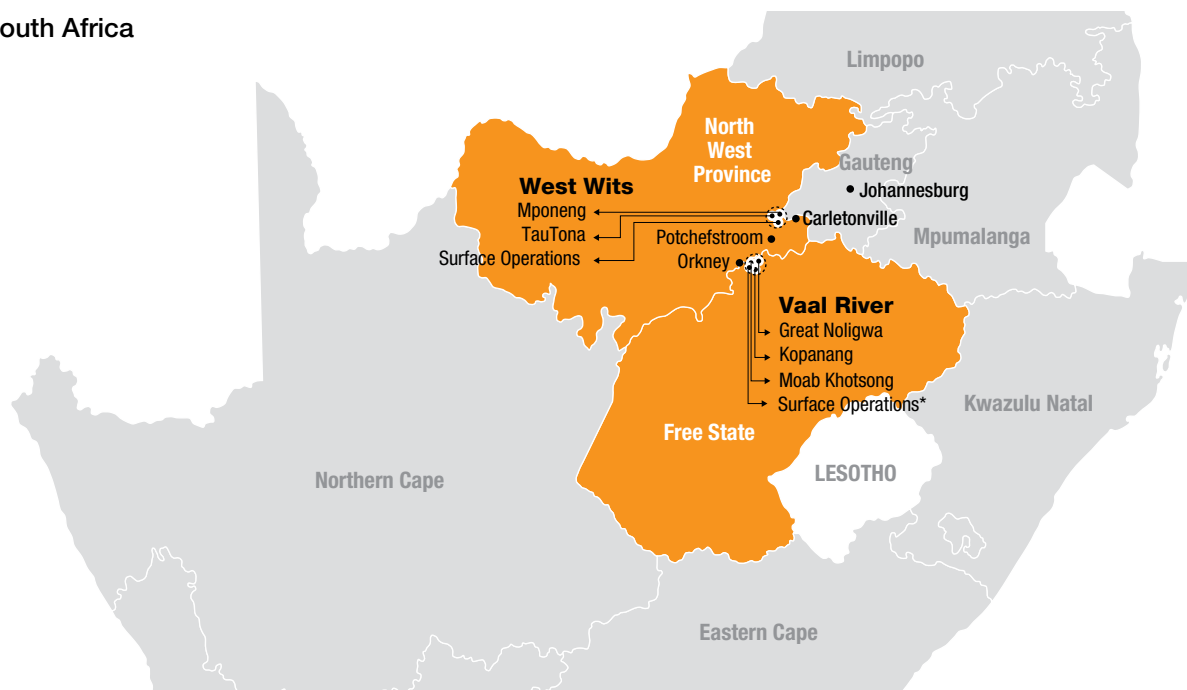 outh Africa
Limpopo
North
West
Province
Gauteng
Johannesburg
West Wits
Mponeng
TauTona
Surface Operations
Carletonville
Potchefstroom
Mpumalanga
Orkney
Vaal River
Great Noligwa
Kopanang
Moab Khotsong
Surface Operations*
Kwazulu Natal
Free State
LESOTHO
Northern Cape
Eastern Cape